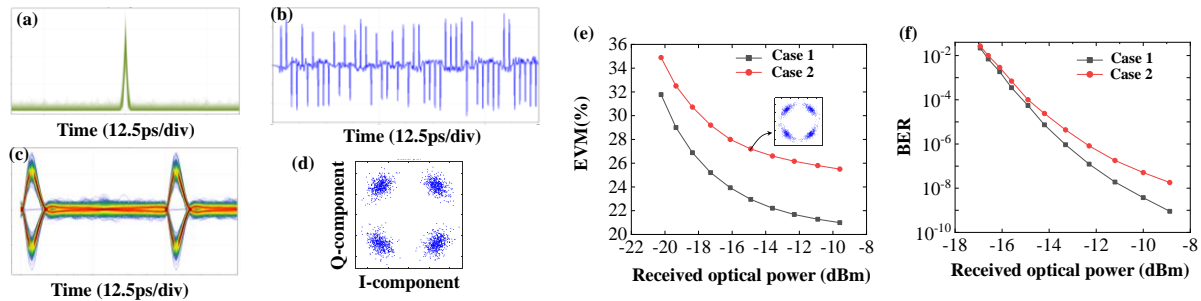 (a)
Time (12.5ps/div)
(b)
Time (12.5ps/div)
(c)
Time (12.5ps/div)
(d)
Q-component
I-component
(e)
EVM(%)
36
34
32
30
28
26
24
22
20
Case 1
Case 2
-22 -20 -18 -16 -14 -12 -10 -8
Received optical power (dBm)
(f)
BER
10-2
10-4
10-6
10-8
10-10
Case 1
Case 2
-18 -16 -14 -12 -10 -8
Received optical power (dBm)